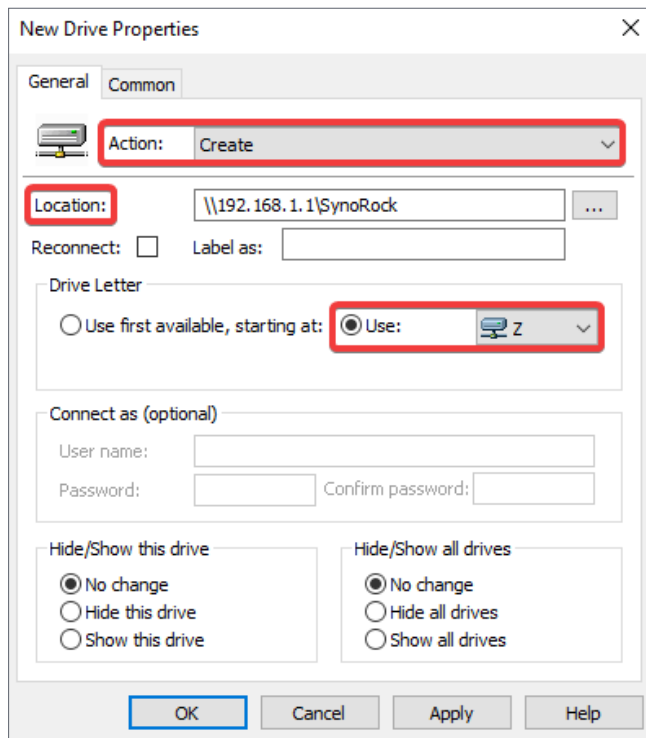 New Drive Properties
General Common
Action: Create
Location: \\192.168.1.1\SynoRock ...
Reconnect: Label as:
Drive Letter
Use first available, starting at: Use: Z
Connect as (optional)
User name:
Password: Confirm password:
Hide/Show this drive Hide/Show all drives
No change No change
Hide this drive Hide all drives
Show this drive Show all drives
OK Cancel Apply Help